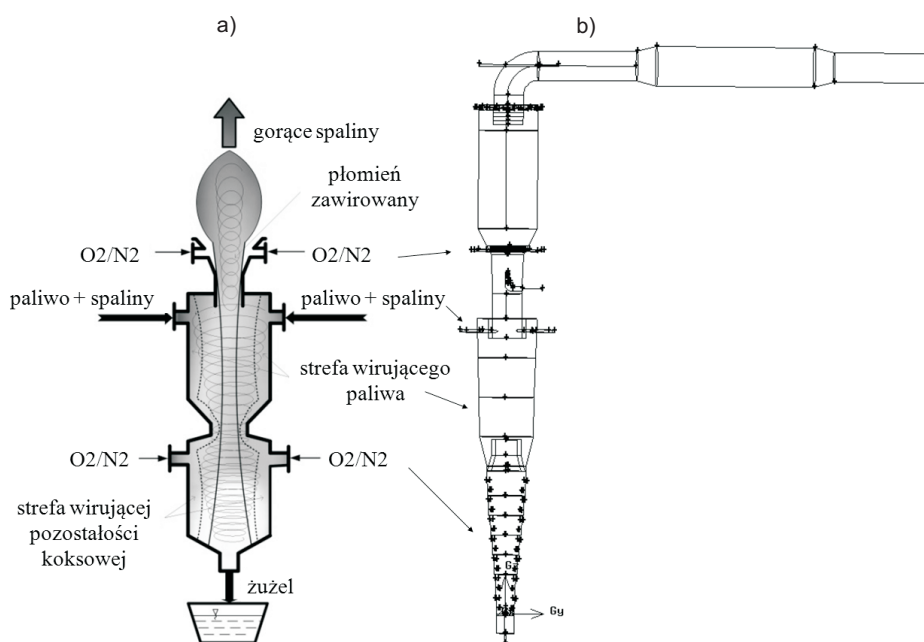 a)
b)
gorące spaliny
płomień
zawirowany
O2/N2
O2/N2
paliwo + spaliny
paliwo + spaliny
strefa wirującego
paliwa
O2/N2
O2/N2
strefa wirującej
pozostałości
koksowej
żużel
Gy